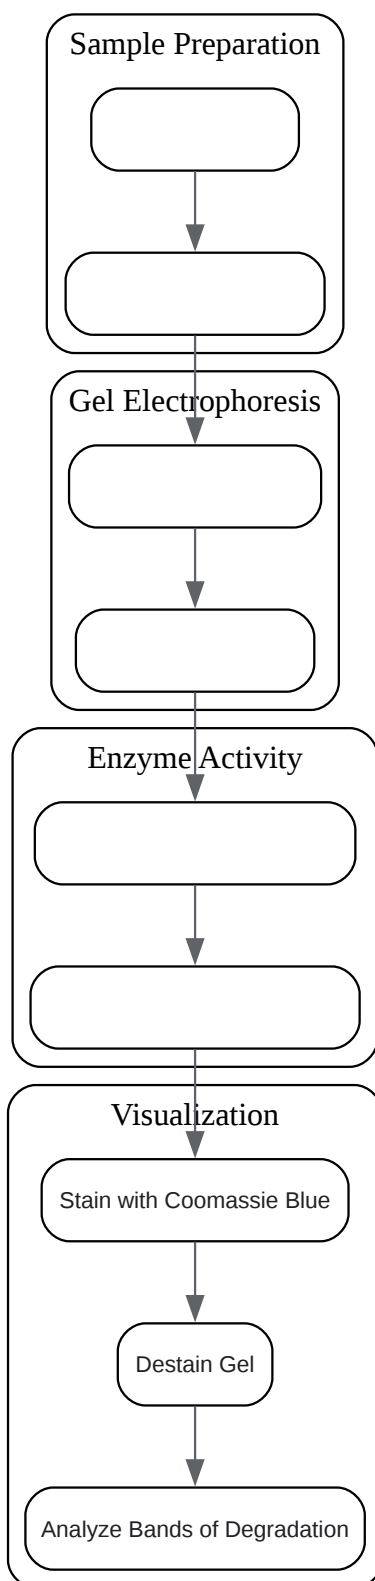 Sample Preparation
Gel Electrophoresis
Enzyme Activity
Visualization
Stain with Coomassie Blue
Destain Gel
Analyze Bands of Degradation